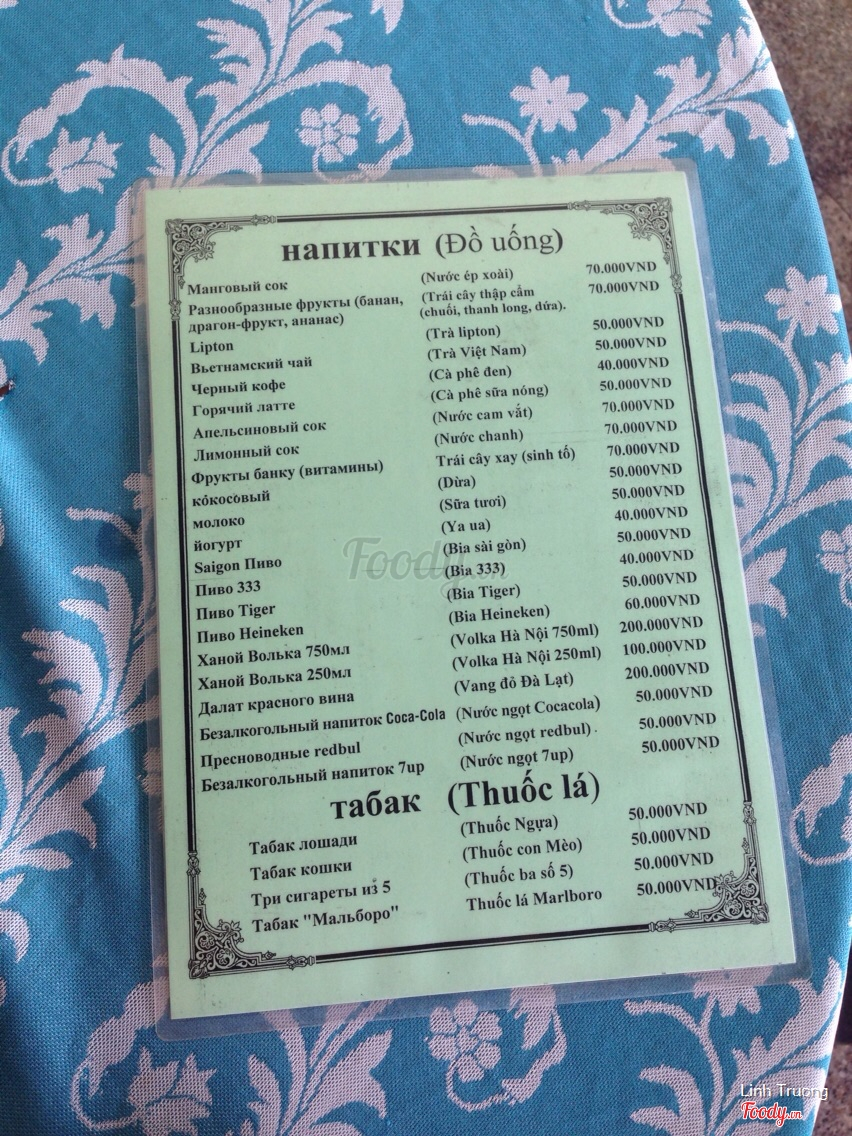 напитки (Đồ uống)
Манговый сок (Nước ép xoài) 70.000VND
Разнообразные фрукты (банан, (Trái cây thập cẩm 70.000VND
драгон-фрукт, ананас) (chuối, thanh long, dứa).
Lipton (Trà lipton) 50.000VND
Вьетнамский чай (Trà Việt Nam) 50.000VND
Черный кофе (Cà phê đen) 40.000VND
Горячий латте (Cà phê sữa nóng) 50.000VND
Апельсиновый сок (Nước cam vắt) 70.000VND
Лимонный сок (Nước chanh) 70.000VND
Фрукты банку (витамины) Trái cây xay (sinh tố) 70.000VND
кокосовый (Dừa) 50.000VND
молоко (Sữa tươi) 50.000VND
йогурт (Ya ua) 40.000VND
Saigon Пиво (Bia sài gòn) 50.000VND
Пиво 333 (Bia 333) 40.000VND
Пиво Tiger (Bia Tiger) 50.000VND
Пиво Heineken (Bia Heineken) 60.000VND
Ханой Волька 750мл (Volka Hà Nội 750ml) 200.000VND
Ханой Волька 250мл (Volka Hà Nội 250ml) 100.000VND
Далат красного вина (Vang đỏ Đà Lạt) 200.000VND
Безалкогольный напиток Coca-Cola (Nước ngọt Cocacola) 50.000VND
Пресноводные redbul (Nước ngọt redbul) 50.000VND
Безалкогольный напиток 7up (Nước ngọt 7up) 50.000VND
табак (Thuốc lá)
Табак лошади (Thuốc Ngựa) 50.000VND
Табак кошки (Thuốc con Mèo) 50.000VND
Три сигареты из 5 (Thuốc ba số 5) 50.000VND
Табак "Мальборо" Thuốc lá Marlboro 50.000VND
Foody.vn
Linh Truong
Foody.vn